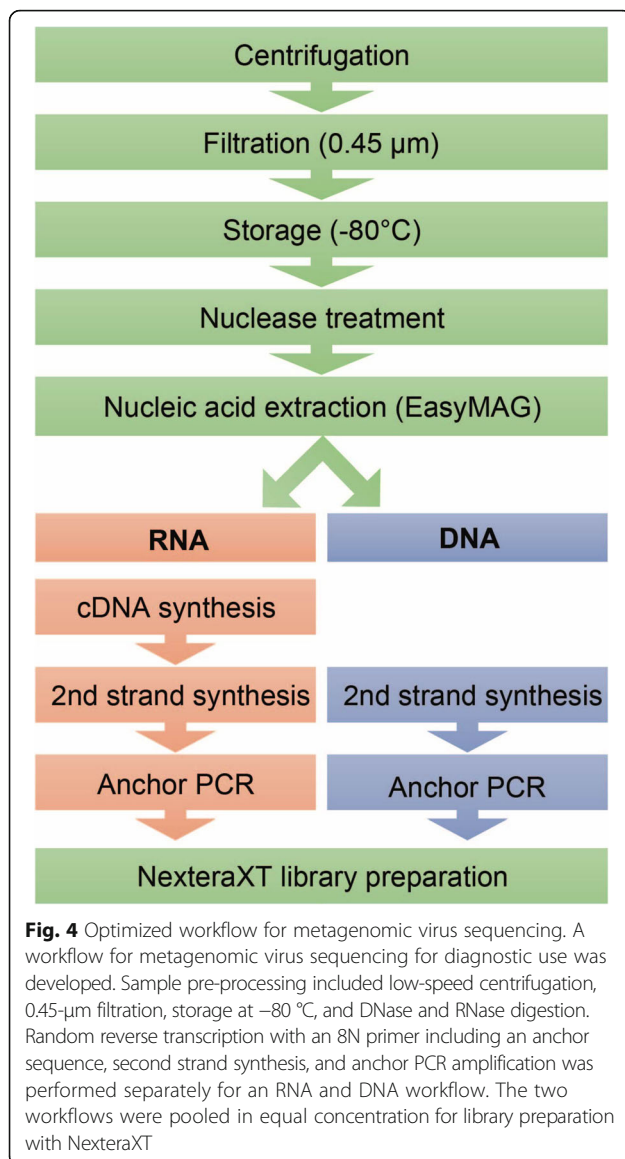 Centrifugation
Filtration (0.45 µm)
Storage (-80°C)
Nuclease treatment
Nucleic acid extraction (EasyMAG)
RNA
DNA
cDNA synthesis
2nd strand synthesis
2nd strand synthesis
Anchor PCR
Anchor PCR
NexteraXT library preparation
Fig. 4 Optimized workflow for metagenomic virus sequencing. A
workflow for metagenomic virus sequencing for diagnostic use was
developed. Sample pre-processing included low-speed centrifugation,
0.45-μm filtration, storage at −80 °C, and DNase and RNase digestion.
Random reverse transcription with an 8N primer including an anchor
sequence, second strand synthesis, and anchor PCR amplification was
performed separately for an RNA and DNA workflow. The two
workflows were pooled in equal concentration for library preparation
with NexteraXT